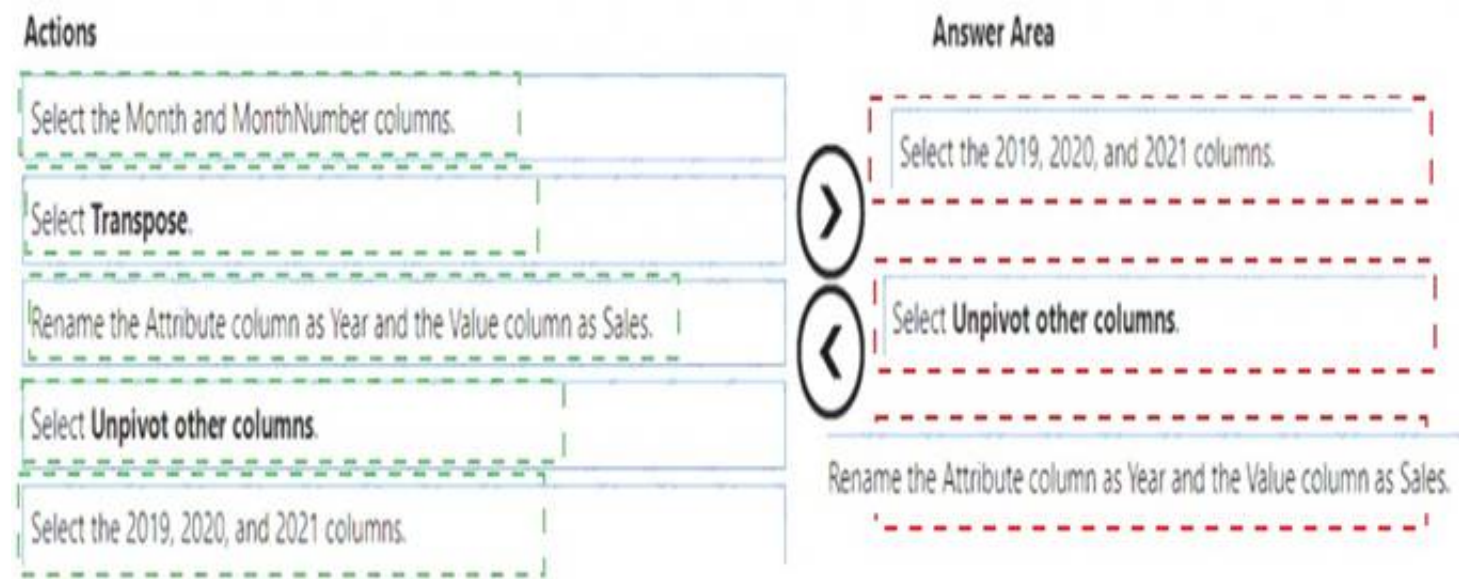 Actions
Select the Month and MonthNumber columns.
Select Transpose.
Rename the Attribute column as Year and the Value column as Sales.
Select Unpivot other columns.
Select the 2019, 2020, and 2021 columns.
Answer Area
Select the 2019, 2020, and 2021 columns.
Select Unpivot other columns.
Rename the Attribute column as Year and the Value column as Sales.